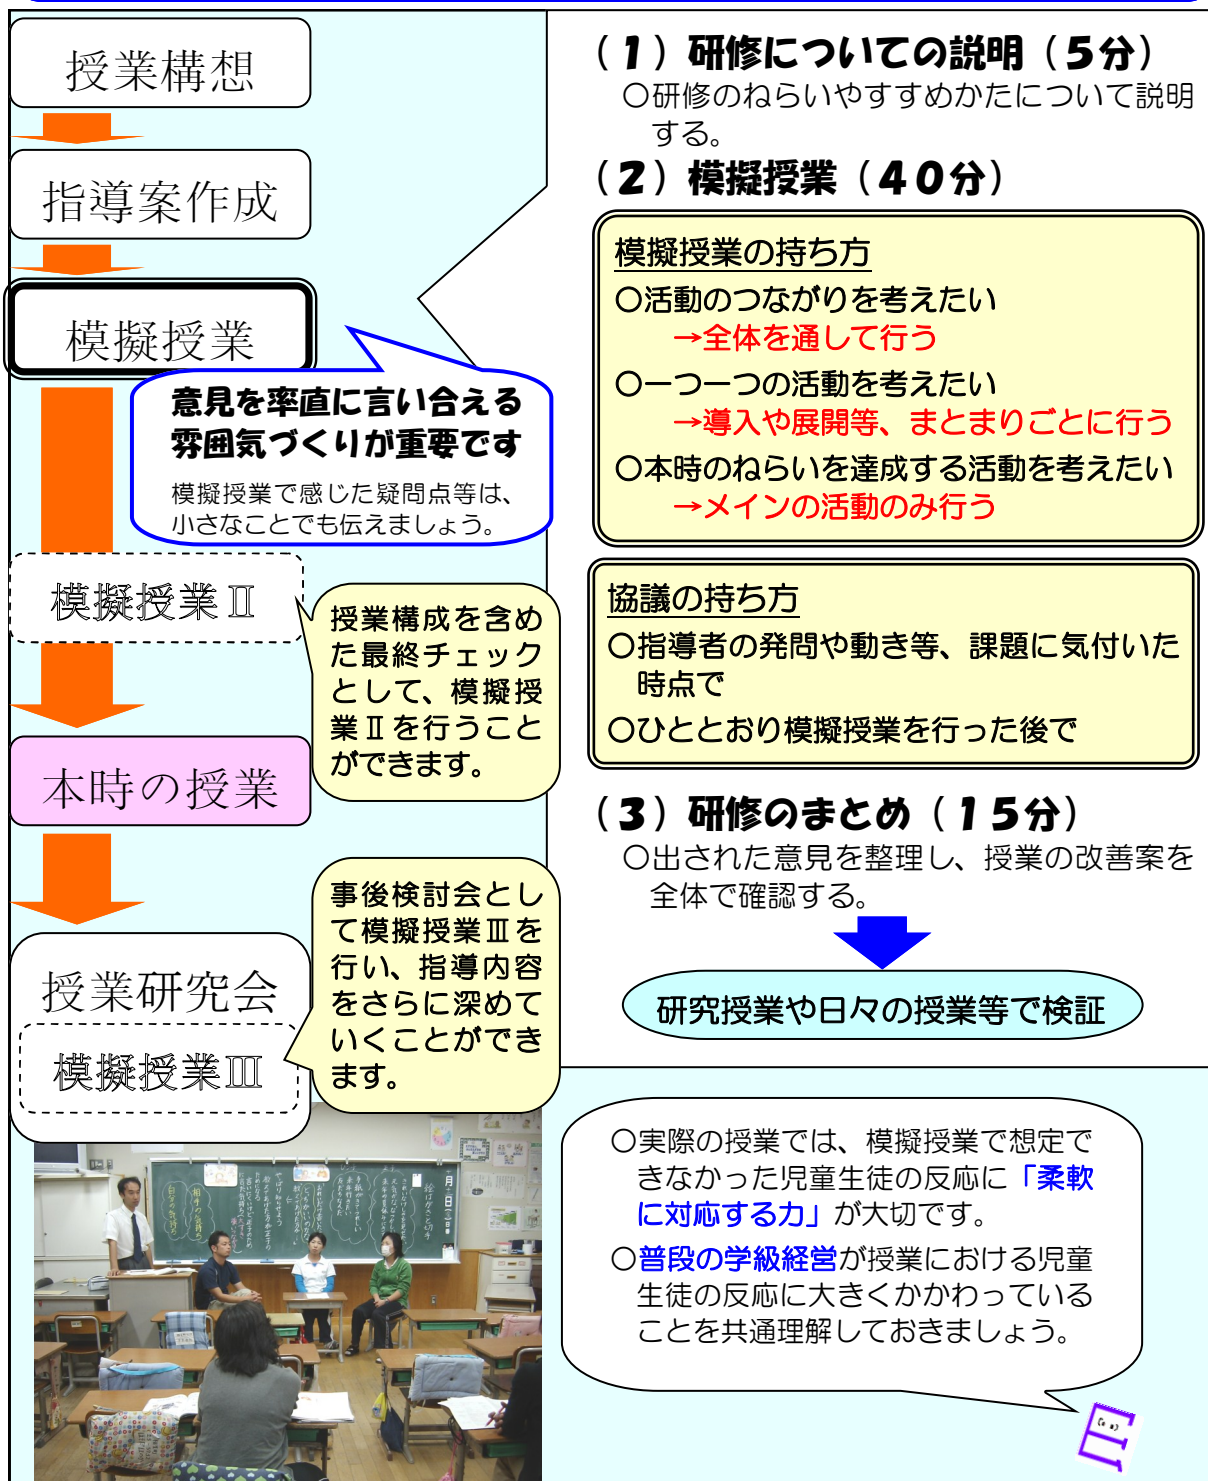 授業構想
指導案作成
模擬授業
意見を率直に言い合える
雰囲気づくりが重要です
模擬授業で感じた疑問点等は、
小さなことでも伝えましょう。
模擬授業Ⅱ
授業構成を含め
た最終チェック
として、模擬授
業Ⅱを行うこと
ができます。
本時の授業
授業研究会
模擬授業Ⅲ
事後検討会とし
て模擬授業Ⅲを
行い、指導内容
をさらに深めて
いくことができ
ます。
（１）研修についての説明（５分）
○研修のねらいやすすめかたについて説明
する。
（２）模擬授業（４０分）
模擬授業の持ち方
○活動のつながりを考えたい
→全体を通して行う
○一つ一つの活動を考えたい
→導入や展開等、まとまりごとに行う
○本時のねらいを達成する活動を考えたい
→メインの活動のみ行う
協議の持ち方
○指導者の発問や動き等、課題に気付いた
時点で
○ひととおり模擬授業を行った後で
（３）研修のまとめ（１５分）
○出された意見を整理し、授業の改善案を
全体で確認する。
研究授業や日々の授業等で検証
○実際の授業では、模擬授業で想定で
きなかった児童生徒の反応に「柔軟
に対応する力」が大切です。
○普段の学級経営が授業における児童
生徒の反応に大きくかかわっている
ことを共通理解しておきましょう。
月
日
絵はがきと切手
相手の気持ち
自分の気持ち